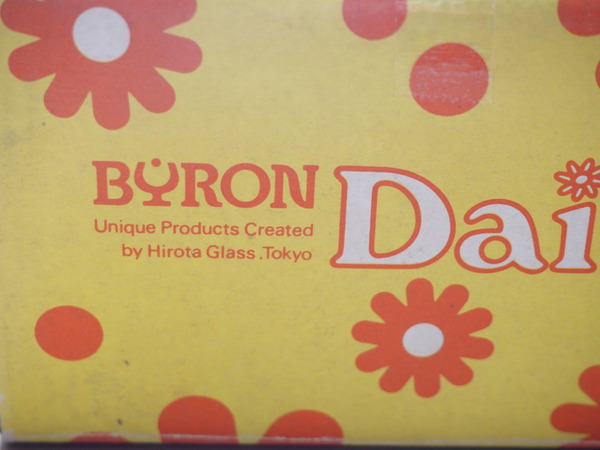 BYRON
Unique Products Created
by Hirota Glass .Tokyo
Dai